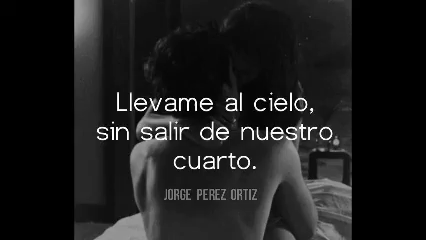 Llevame al cielo,
sin salir de nuestro
cuarto.
JORGE PEREZ ORTIZ